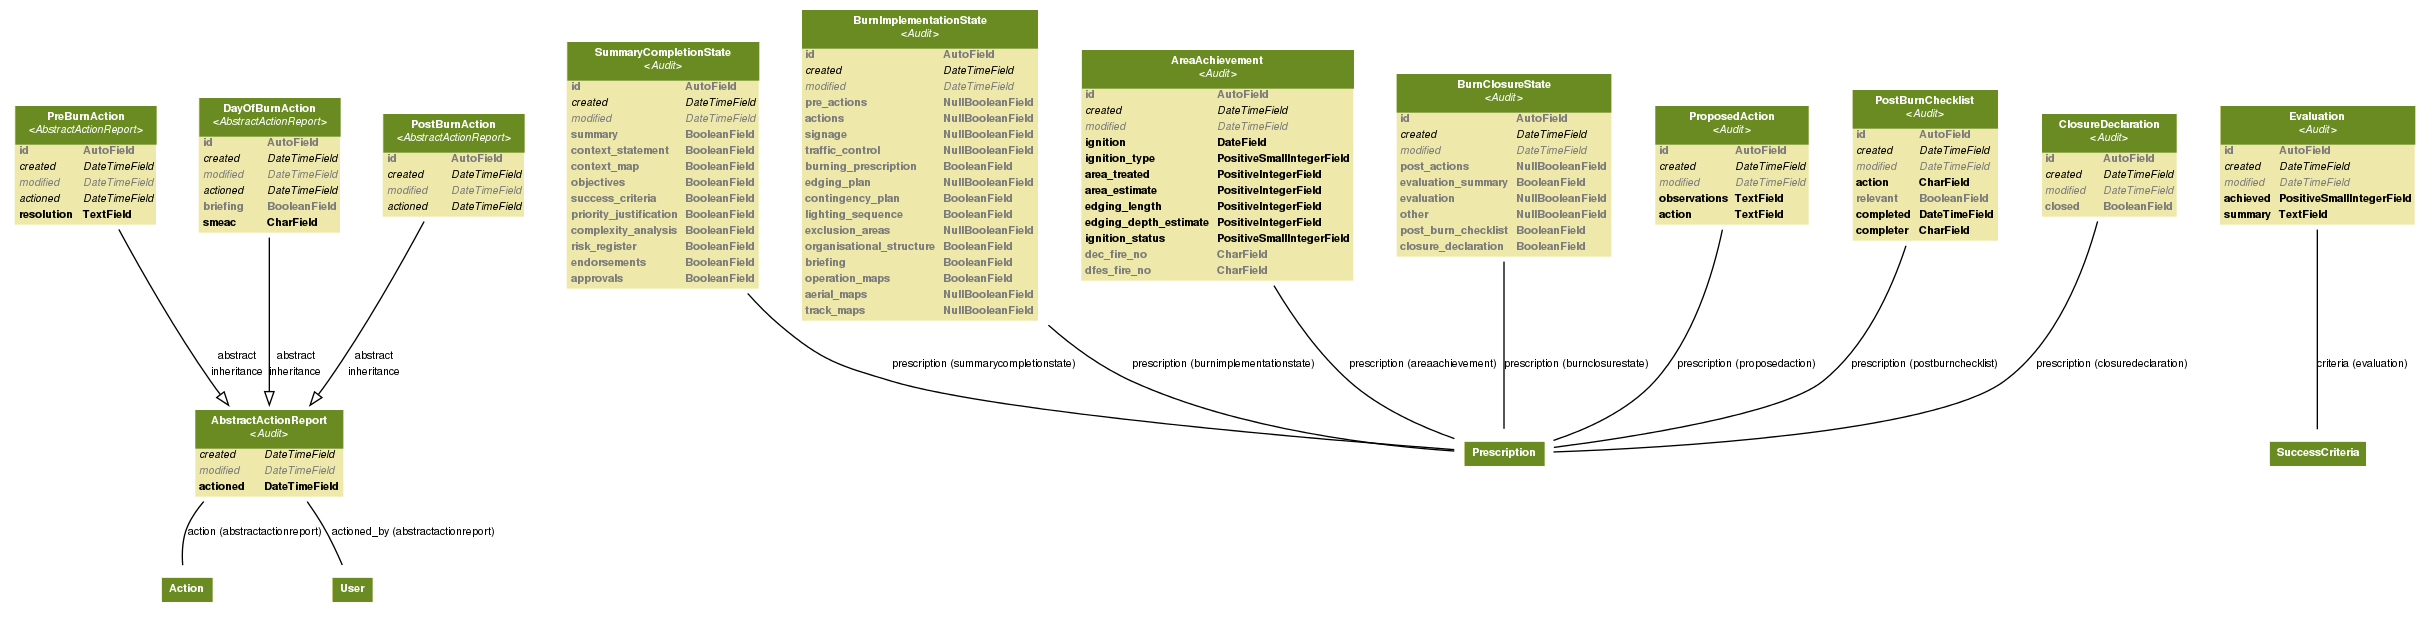 PreBurnAction
<AbstractActionReport>
id AutoField
created DateTimeField
modified DateTimeField
actioned DateTimeField
resolution TextField
DayOfBurnAction
<AbstractActionReport>
id AutoField
created DateTimeField
modified DateTimeField
actioned DateTimeField
briefing BooleanField
smeac CharField
PostBurnAction
<AbstractActionReport>
id AutoField
created DateTimeField
modified DateTimeField
actioned DateTimeField
SummaryCompletionState
<Audit>
id AutoField
created DateTimeField
modified DateTimeField
summary BooleanField
context_statement BooleanField
context_map BooleanField
objectives BooleanField
success_criteria BooleanField
priority_justification BooleanField
complexity_analysis BooleanField
risk_register BooleanField
endorsements BooleanField
approvals BooleanField
BurnImplementationState
<Audit>
id AutoField
created DateTimeField
modified DateTimeField
pre_actions NullBooleanField
actions NullBooleanField
signage NullBooleanField
traffic_control NullBooleanField
burning_prescription BooleanField
edging_plan NullBooleanField
contingency_plan BooleanField
lighting_sequence BooleanField
exclusion_areas NullBooleanField
organisational_structure BooleanField
briefing BooleanField
operation_maps BooleanField
aerial_maps NullBooleanField
track_maps NullBooleanField
AreaAchievement
<Audit>
id AutoField
created DateTimeField
modified DateTimeField
ignition DateField
ignition_type PositiveSmallIntegerField
area_treated PositiveIntegerField
area_estimate PositiveIntegerField
edging_length PositiveIntegerField
edging_depth_estimate PositiveIntegerField
ignition_status PositiveSmallIntegerField
dec_fire_no CharField
dfes_fire_no CharField
BurnClosureState
<Audit>
id AutoField
created DateTimeField
modified DateTimeField
post_actions NullBooleanField
evaluation_summary BooleanField
evaluation NullBooleanField
other NullBooleanField
post_burn_checklist BooleanField
closure_declaration BooleanField
ProposedAction
<Audit>
id AutoField
created DateTimeField
modified DateTimeField
observations TextField
action TextField
PostBurnChecklist
<Audit>
id AutoField
created DateTimeField
modified DateTimeField
action CharField
relevant BooleanField
completed DateTimeField
completer CharField
ClosureDeclaration
<Audit>
id AutoField
created DateTimeField
modified DateTimeField
closed BooleanField
Evaluation
<Audit>
id AutoField
created DateTimeField
modified DateTimeField
achieved PositiveSmallIntegerField
summary TextField
abstract
inheritance
abstract
inheritance
abstract
inheritance
prescription (summarycompletionstate)
prescription (burnimplementationstate)
prescription (areaachievement)
prescription (burnclosurestate)
prescription (proposedaction)
prescription (postburnchecklist)
prescription (closuredeclaration)
criteria (evaluation)
AbstractActionReport
<Audit>
created DateTimeField
modified DateTimeField
actioned DateTimeField
Prescription
SuccessCriteria
action (abstractactionreport)
actioned_by (abstractactionreport)
Action
User